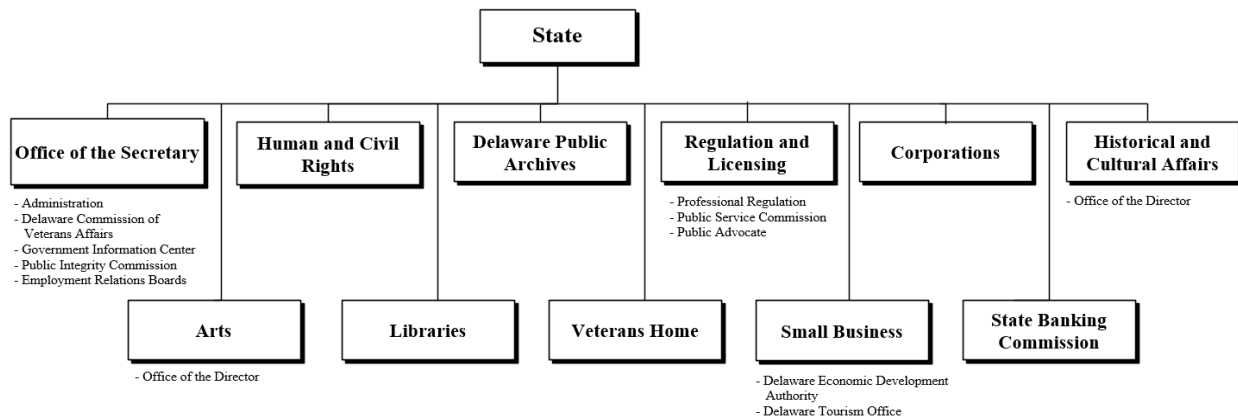 State
Office of the Secretary
- Administration
- Delaware Commission of
Veterans Affairs
- Government Information Center
- Public Integrity Commission
- Employment Relations Boards
Human and Civil
Rights
Delaware Public
Archives
Regulation and
Licensing
- Professional Regulation
- Public Service Commission
- Public Advocate
Corporations
Historical and
Cultural Affairs
- Office of the Director
Arts
- Office of the Director
Libraries
Veterans Home
Small Business
- Delaware Economic Development
Authority
- Delaware Tourism Office
State Banking
Commission